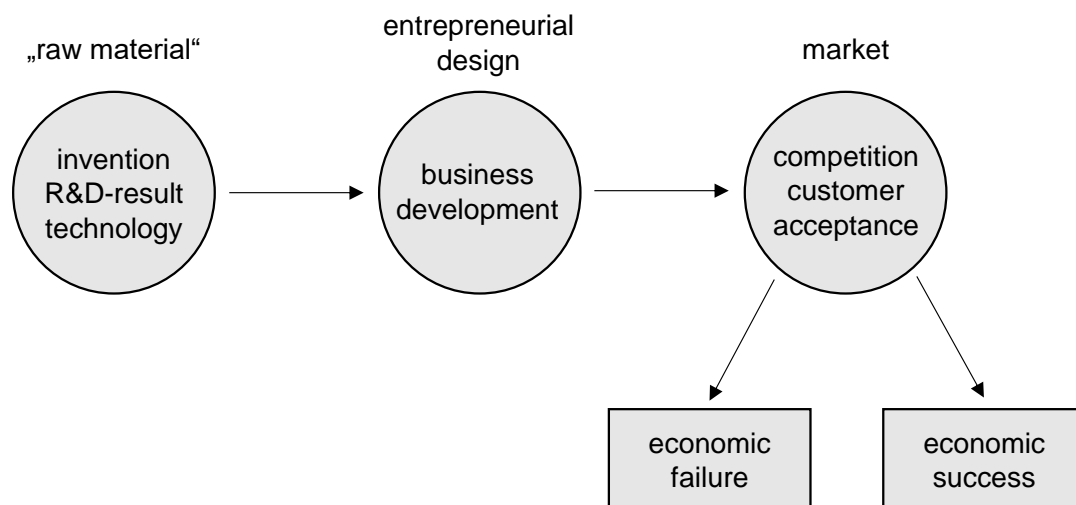 „raw material“
entrepreneurial
design
market
invention
R&D-result
technology
business
development
competition
customer
acceptance
economic
failure
economic
success